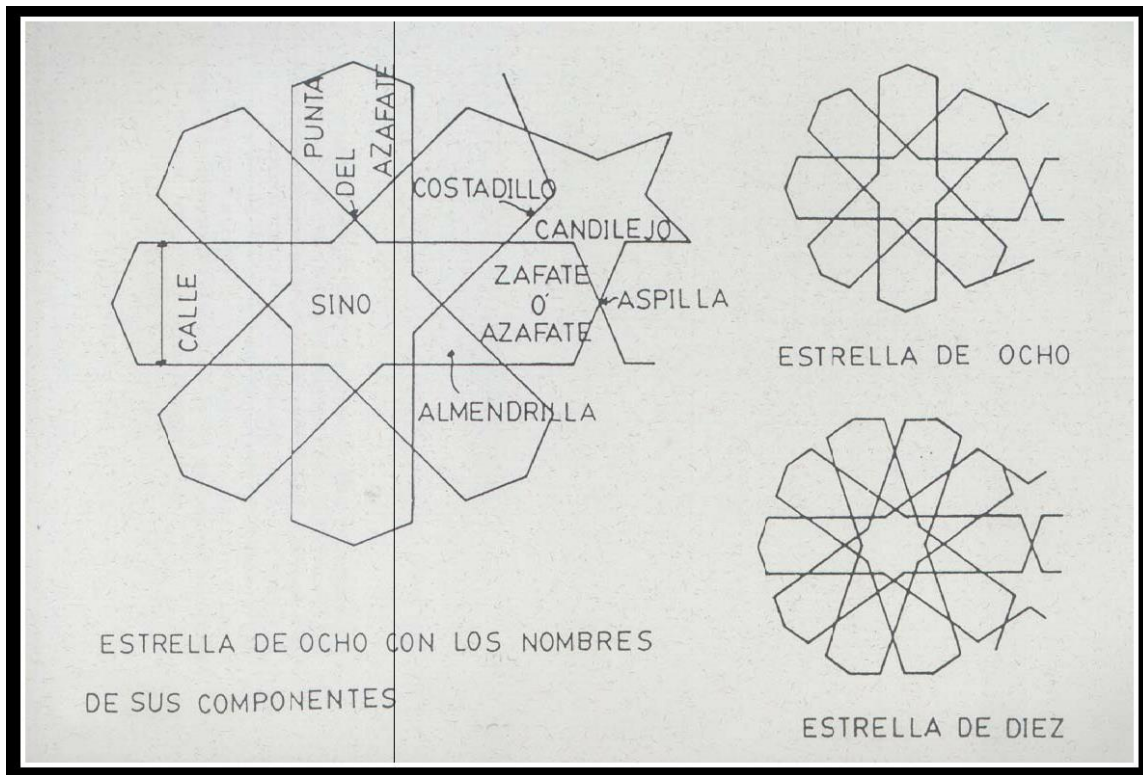 PUNTA
DEL
AZAFATE
COSTADILLO
CANDILEJO
CALLE
SINO
ZAFATE
Ó
AZAFATE
ASPILLA
ALMENDRILLA
ESTRELLA DE OCHO CON LOS NOMBRES
DE SUS COMPONENTES
ESTRELLA DE OCHO
ESTRELLA DE DIEZ